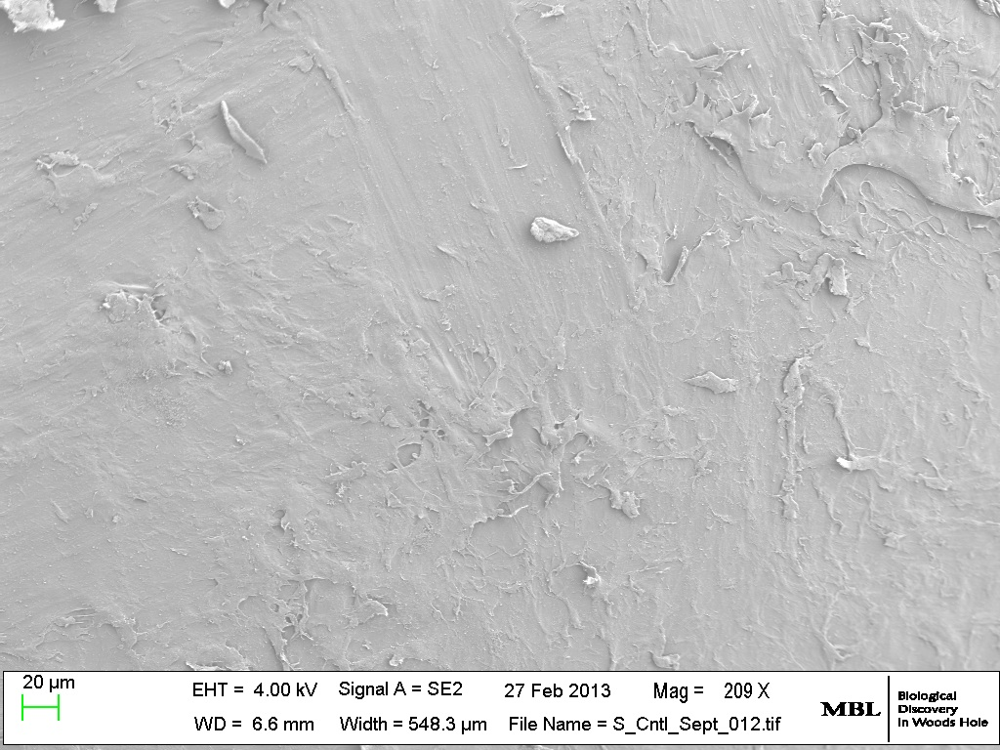 20 µm
EHT = 4.00 kV Signal A = SE2 27 Feb 2013 Mag = 209 X
WD = 6.6 mm Width = 548.3 µm File Name = S_Cntl_Sept_012.tif
MBL
Biological
Discovery
in Woods Hole